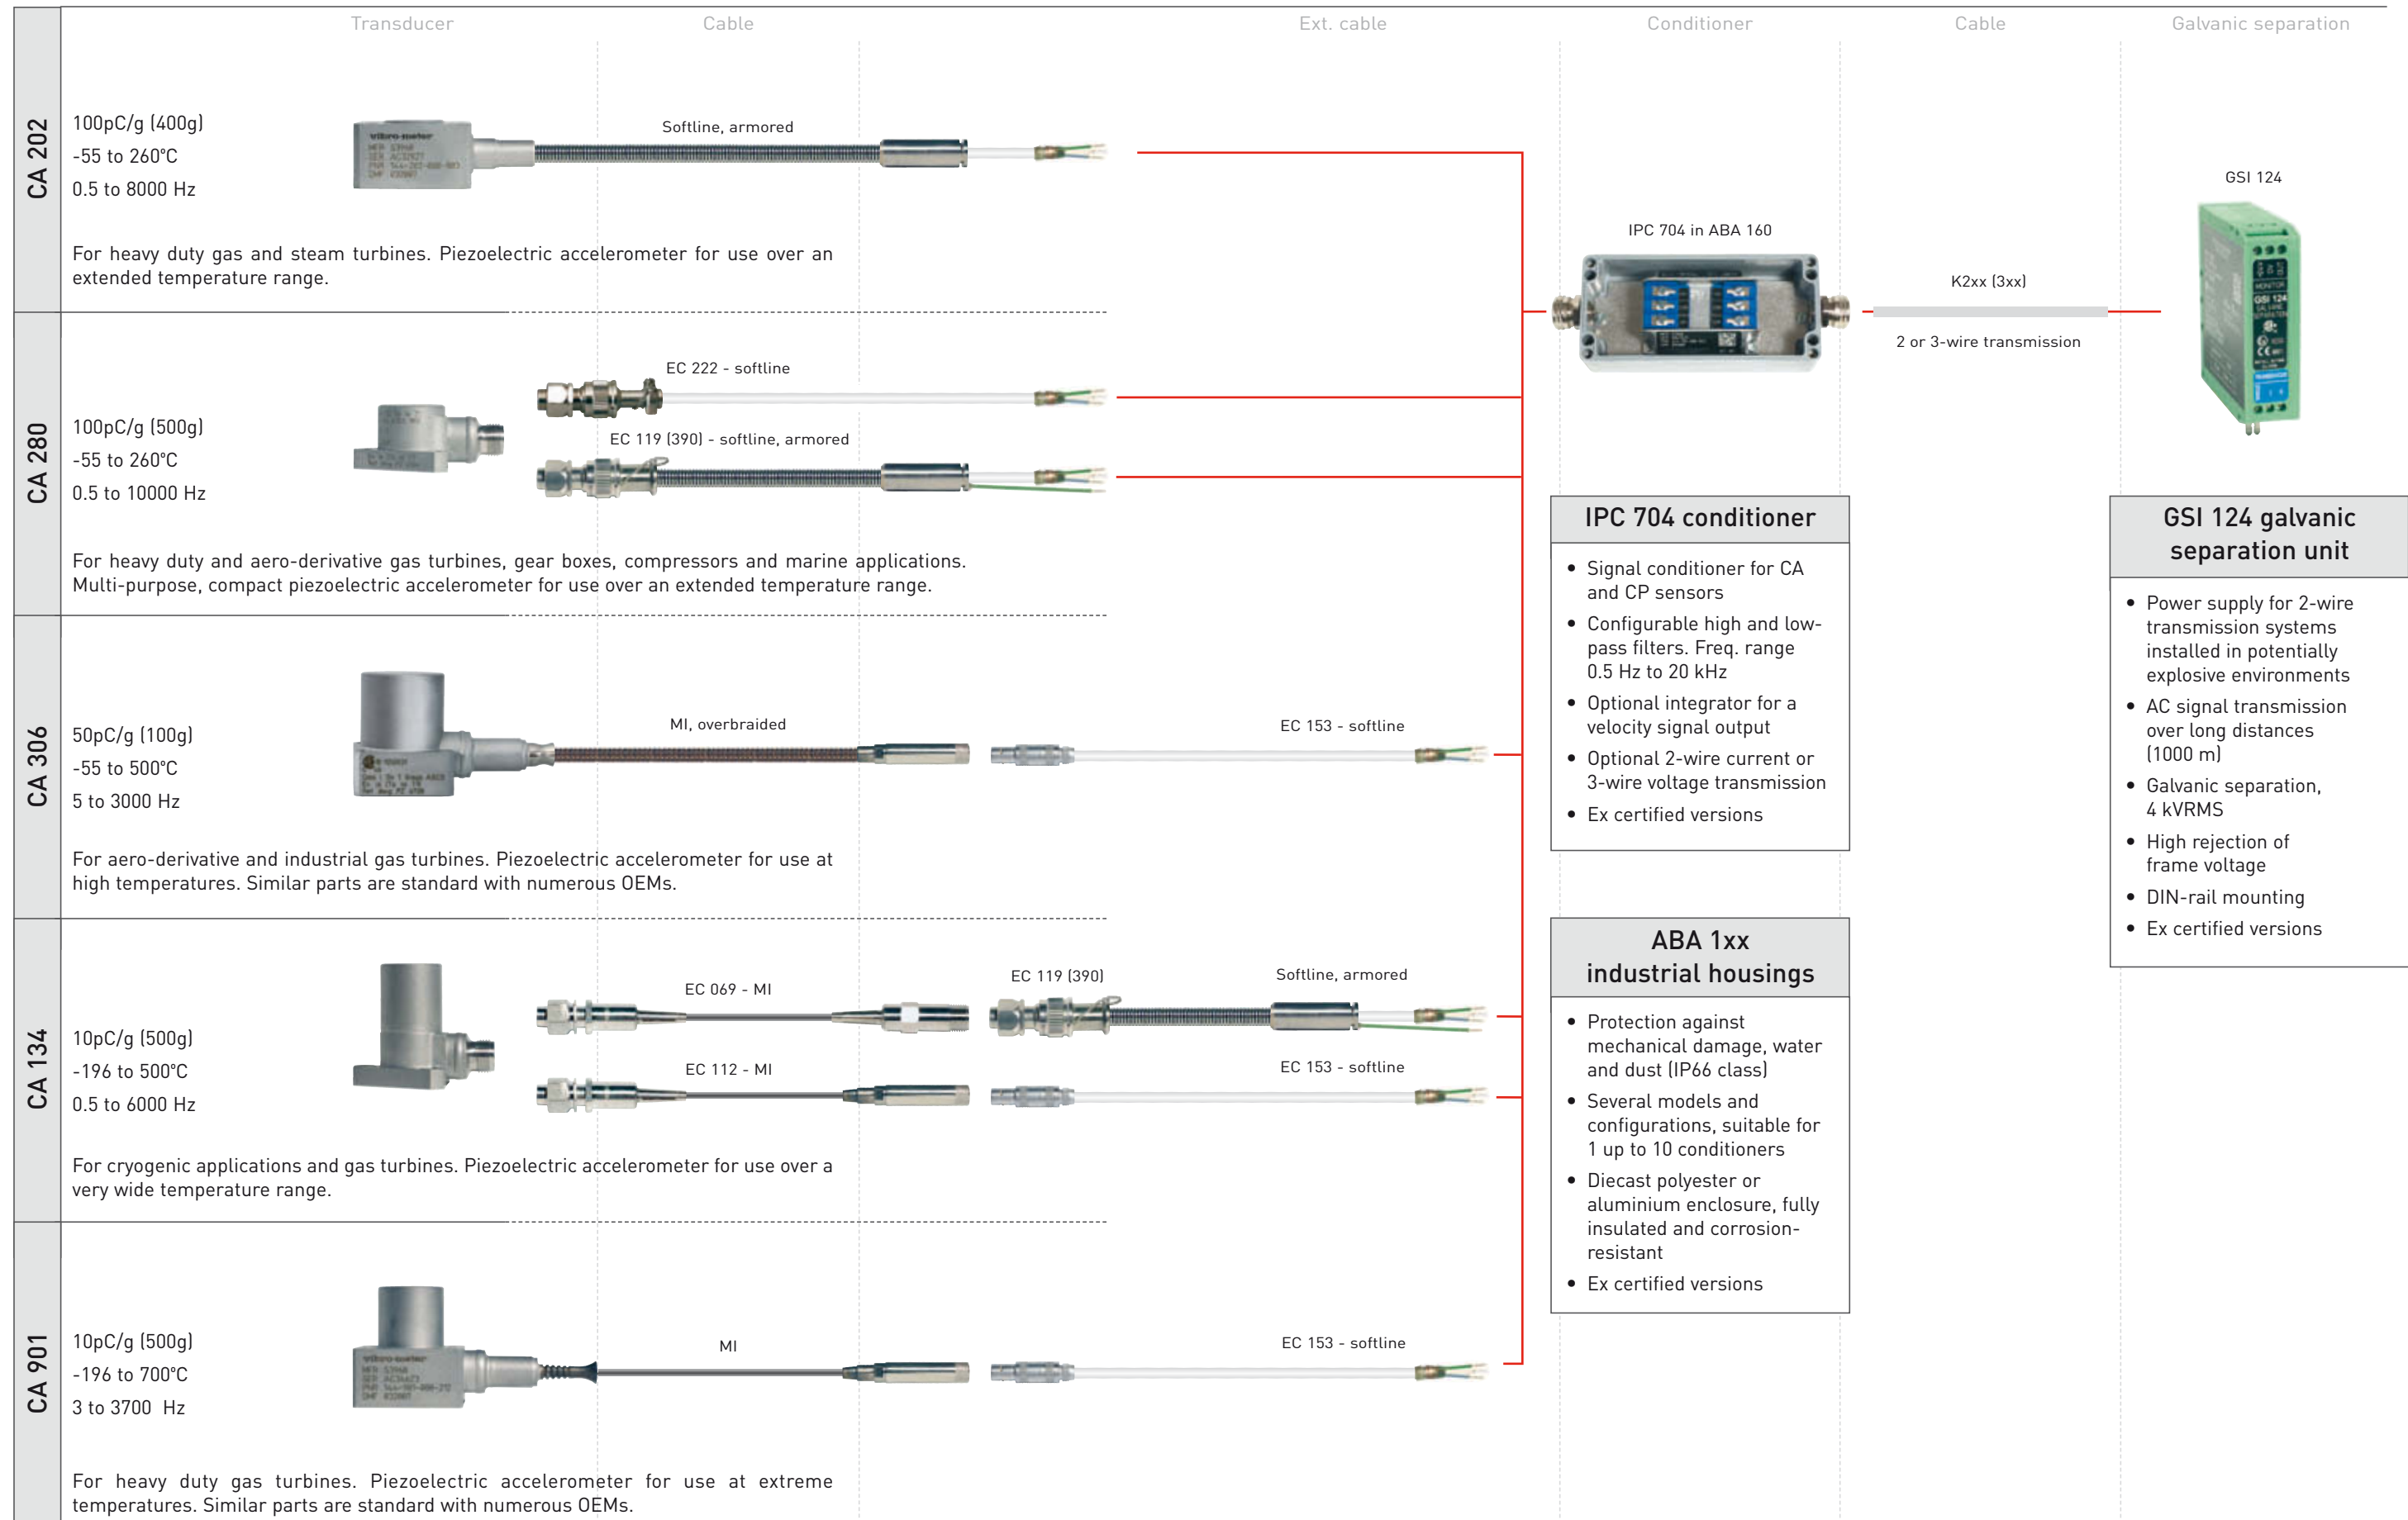 Transducer
Cable
Ext. cable
Conditioner
Cable
Galvanic separation
CA 202
100pC/g (400g)
-55 to 260°C
0.5 to 8000 Hz
Softline, armored
vibro-meter
For heavy duty gas and steam turbines. Piezoelectric accelerometer for use over an
extended temperature range.
IPC 704 in ABA 160
K2xx (3xx)
2 or 3-wire transmission
GSI 124
MONITOR
GSI 124
CA 280
100pC/g (500g)
-55 to 260°C
0.5 to 10000 Hz
EC 222 - softline
EC 119 (390) - softline, armored
For heavy duty and aero-derivative gas turbines, gear boxes, compressors and marine applications.
Multi-purpose, compact piezoelectric accelerometer for use over an extended temperature range.
CA 306
50pC/g (100g)
-55 to 500°C
5 to 3000 Hz
MI, overbraided
EC 153 - softline
For aero-derivative and industrial gas turbines. Piezoelectric accelerometer for use at
high temperatures. Similar parts are standard with numerous OEMs.
CA 134
10pC/g (500g)
-196 to 500°C
0.5 to 6000 Hz
EC 069 - MI
EC 119 (390)
Softline, armored
EC 112 - MI
EC 153 - softline
For cryogenic applications and gas turbines. Piezoelectric accelerometer for use over a
very wide temperature range.
CA 901
10pC/g (500g)
-196 to 700°C
3 to 3700 Hz
vibro-meter
MI
EC 153 - softline
For heavy duty gas turbines. Piezoelectric accelerometer for use at extreme
temperatures. Similar parts are standard with numerous OEMs.
IPC 704 conditioner
• Signal conditioner for CA
and CP sensors
• Configurable high and low-
pass filters. Freq. range
0.5 Hz to 20 kHz
• Optional integrator for a
velocity signal output
• Optional 2-wire current or
3-wire voltage transmission
• Ex certified versions
ABA 1xx
industrial housings
• Protection against
mechanical damage, water
and dust (IP66 class)
• Several models and
configurations, suitable for
1 up to 10 conditioners
• Diecast polyester or
aluminium enclosure, fully
insulated and corrosion-
resistant
• Ex certified versions
GSI 124 galvanic
separation unit
• Power supply for 2-wire
transmission systems
installed in potentially
explosive environments
• AC signal transmission
over long distances
(1000 m)
• Galvanic separation,
4 kVRMS
• High rejection of
frame voltage
• DIN-rail mounting
• Ex certified versions